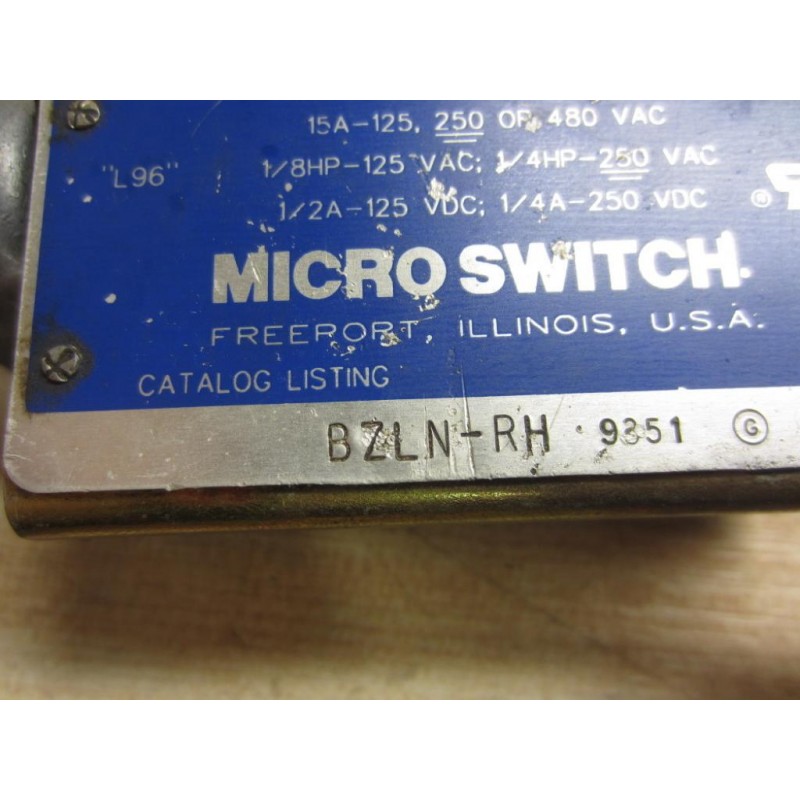 15A-125, 250 OR 480 VAC
"L96" 1/8HP-125 VAC; 1/4HP-250 VAC
1/2A-125 VDC; 1/4A-250 VDC ®
MICRO SWITCH.
FREEPORT, ILLINOIS, U.S.A.
CATALOG LISTING
BZLN-RH 9351 G